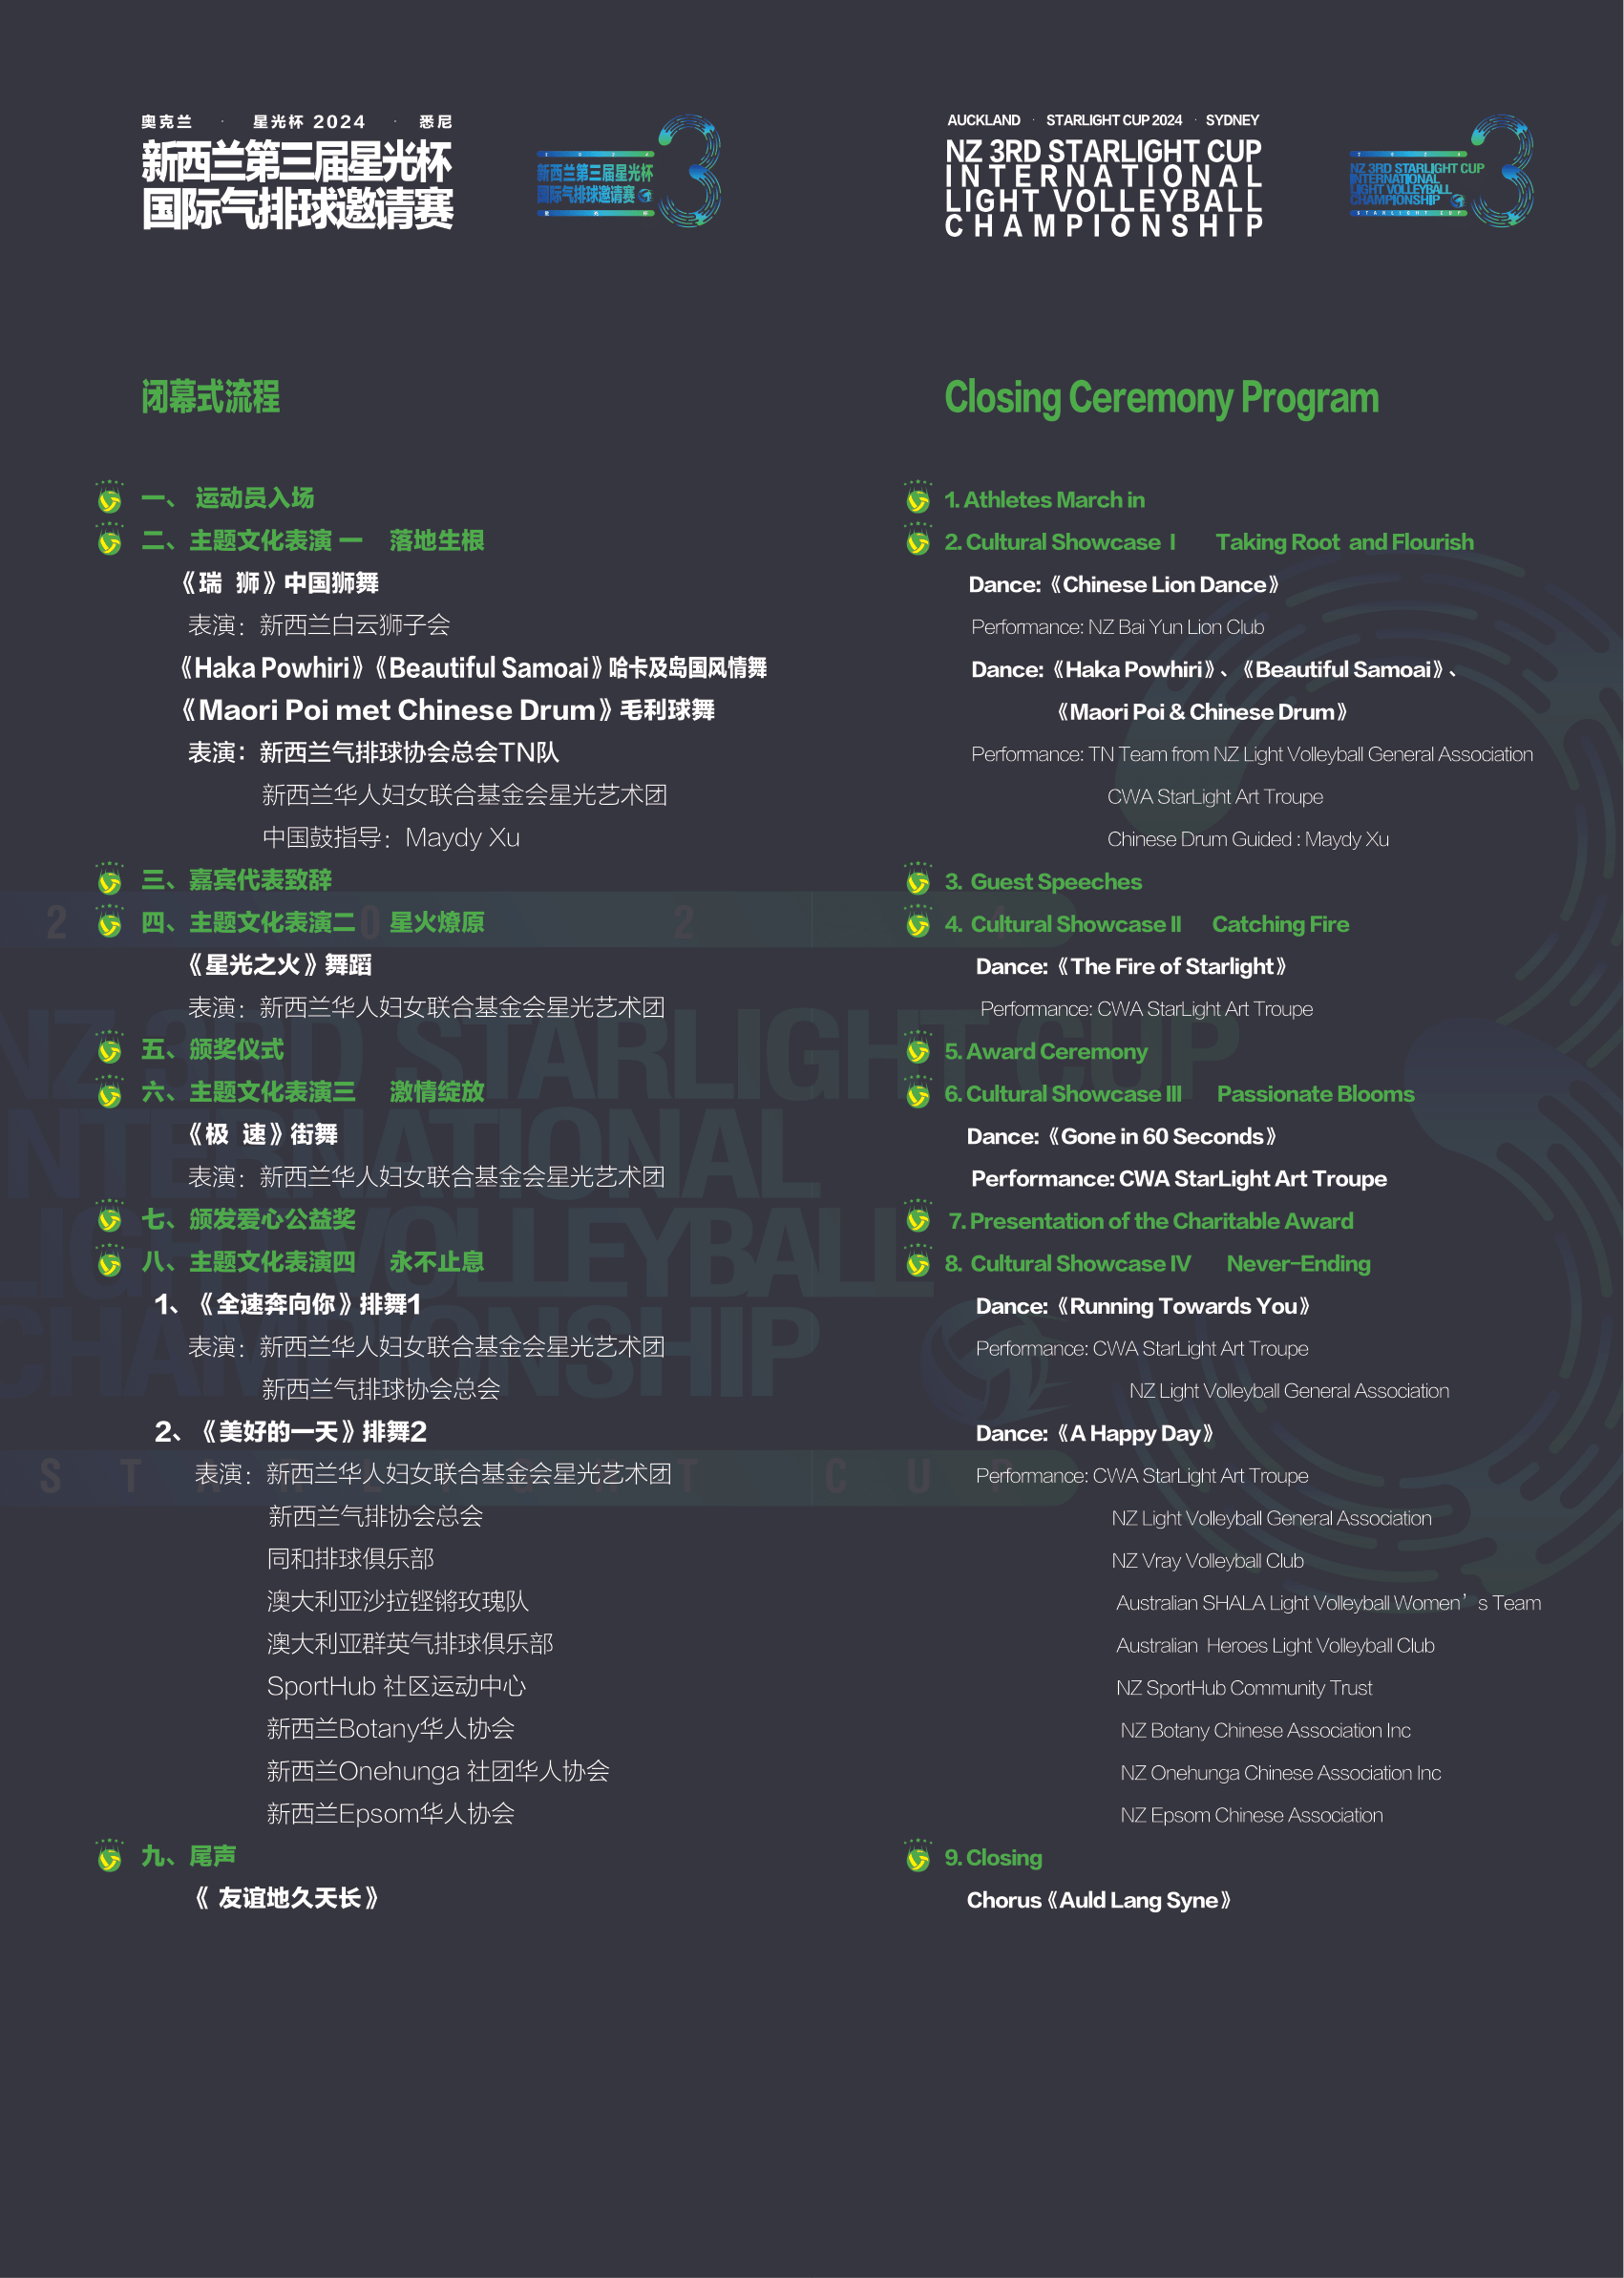 奥克兰 · 星光杯 2024 · 悉尼
新西兰第三届星光杯
国际气排球邀请赛
2024
新西兰第三届星光杯
国际气排球邀请赛
闭幕式流程
一、 运动员入场
二、主题文化表演 一 落地生根
《瑞 狮》中国狮舞
表演：新西兰白云狮子会
《Haka Powhiri》《Beautiful Samoai》哈卡及岛国风情舞
《Maori Poi met Chinese Drum》毛利球舞
表演：新西兰气排球协会总会TN队
新西兰华人妇女联合基金会星光艺术团
中国鼓指导：Maydy Xu
三、嘉宾代表致辞
四、主题文化表演二 星火燎原
《星光之火》舞蹈
表演：新西兰华人妇女联合基金会星光艺术团
五、颁奖仪式
六、主题文化表演三 激情绽放
《极 速》街舞
表演：新西兰华人妇女联合基金会星光艺术团
七、颁发爱心公益奖
八、主题文化表演四 永不止息
1、《全速奔向你》排舞1
表演：新西兰华人妇女联合基金会星光艺术团
新西兰气排球协会总会
2、《美好的一天》排舞2
表演：新西兰华人妇女联合基金会星光艺术团
新西兰气排协会总会
同和排球俱乐部
澳大利亚沙拉铿锵玫瑰队
澳大利亚群英气排球俱乐部
SportHub 社区运动中心
新西兰Botany华人协会
新西兰Onehunga 社团华人协会
新西兰Epsom华人协会
九、尾声
《 友谊地久天长》
AUCKLAND · STARLIGHT CUP 2024 · SYDNEY
NZ 3RD STARLIGHT CUP
INTERNATIONAL
LIGHT VOLLEYBALL
CHAMPIONSHIP
2024
NZ 3RD STARLIGHT CUP
INTERNATIONAL
LIGHT VOLLEYBALL
CHAMPIONSHIP
STARLIGHT CUP
Closing Ceremony Program
1. Athletes March in
2. Cultural Showcase I Taking Root and Flourish
Dance:《Chinese Lion Dance》
Performance: NZ Bai Yun Lion Club
Dance:《Haka Powhiri》、《Beautiful Samoai》、
《Maori Poi & Chinese Drum》
Performance: TN Team from NZ Light Volleyball General Association
CWA StarLight Art Troupe
Chinese Drum Guided : Maydy Xu
3. Guest Speeches
4. Cultural Showcase II Catching Fire
Dance:《The Fire of Starlight》
Performance: CWA StarLight Art Troupe
5. Award Ceremony
6. Cultural Showcase III Passionate Blooms
Dance:《Gone in 60 Seconds》
Performance: CWA StarLight Art Troupe
7. Presentation of the Charitable Award
8. Cultural Showcase IV Never-Ending
Dance:《Running Towards You》
Performance: CWA StarLight Art Troupe
NZ Light Volleyball General Association
Dance:《A Happy Day》
Performance: CWA StarLight Art Troupe
NZ Light Volleyball General Association
NZ Vray Volleyball Club
Australian SHALA Light Volleyball Women’s Team
Australian Heroes Light Volleyball Club
NZ SportHub Community Trust
NZ Botany Chinese Association Inc
NZ Onehunga Chinese Association Inc
NZ Epsom Chinese Association
9. Closing
Chorus《Auld Lang Syne》
2024
NZ 3RD STARLIGHT CUP
INTERNATIONAL
LIGHT VOLLEYBALL
CHAMPIONSHIP
STARLIGHT CUP